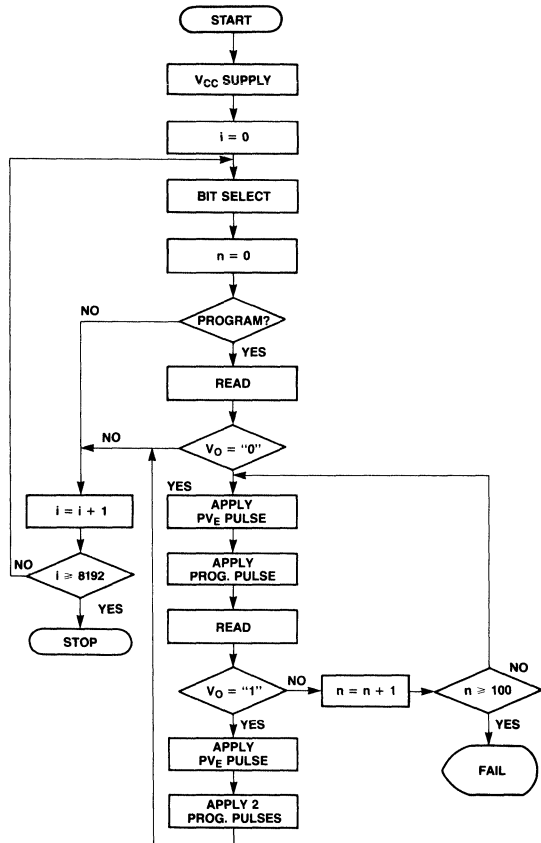 START
VCC SUPPLY
i = 0
BIT SELECT
n = 0
NO
PROGRAM?
YES
READ
NO
VO = "0"
YES
APPLY
PVE PULSE
i = i + 1
APPLY
PROG. PULSE
NO
i ≥ 8192
YES
STOP
READ
NO
VO = "1"
NO
n = n + 1
n ≥ 100
YES
YES
APPLY
PVE PULSE
FAIL
APPLY 2
PROG. PULSES